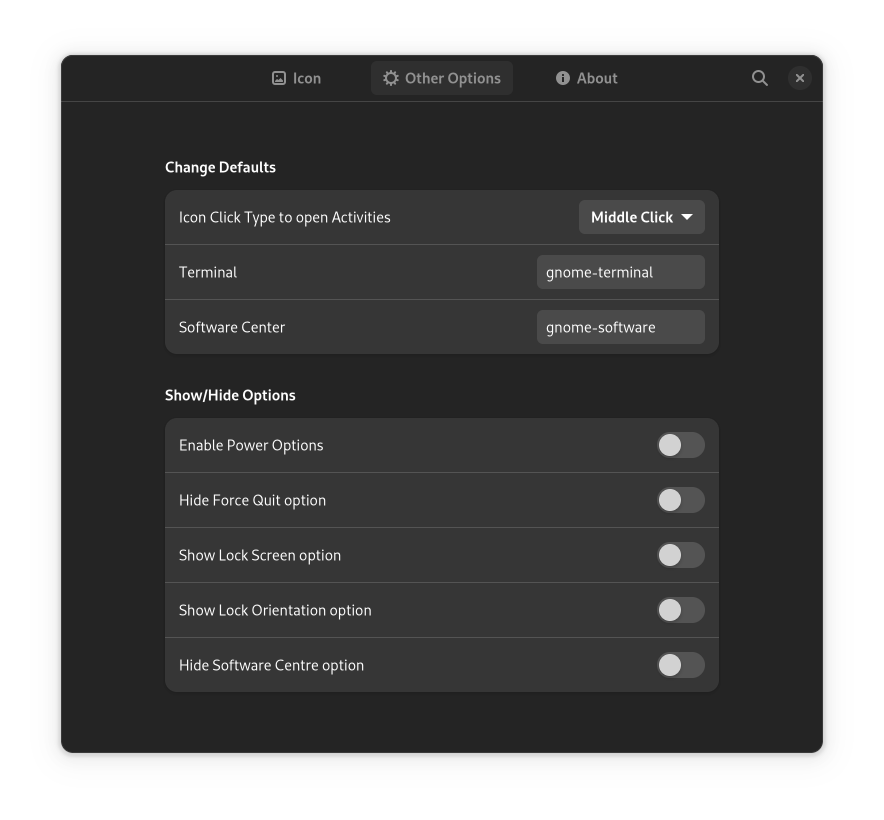 Icon
Other Options
About
Change Defaults
Icon Click Type to open Activities
Middle Click
Terminal
gnome-terminal
Software Center
gnome-software
Show/Hide Options
Enable Power Options
Hide Force Quit option
Show Lock Screen option
Show Lock Orientation option
Hide Software Centre option